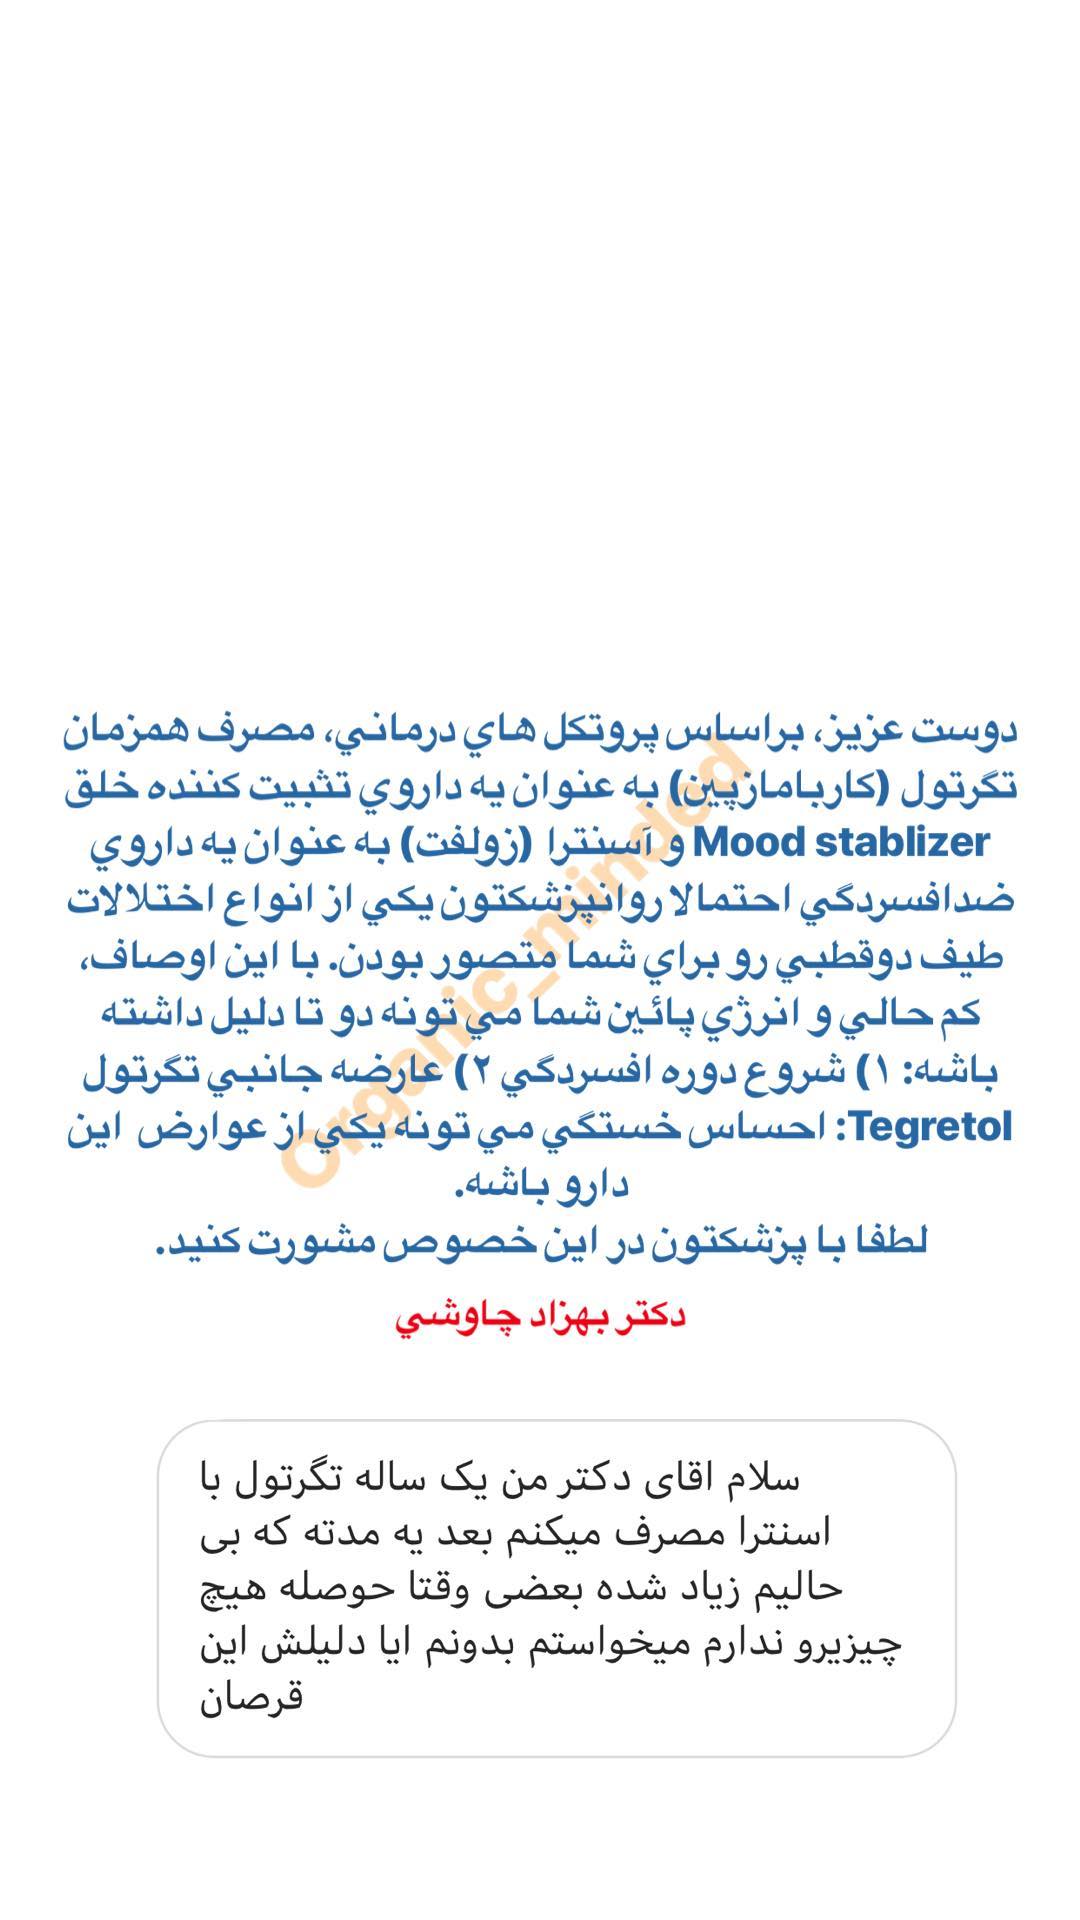 دوست عزيز، براساس پروتكل هاي درماني، مصرف همزمان
تگرتول (كاربامازپين) به عنوان يه داروي تثبيت كننده خلق
Mood stablizer و آسنترا (زولفت) به عنوان يه داروي
ضدافسردگي احتمالا روانپزشكتون يكي از انواع اختلالات
طيف دوقطبي رو براي شما متصور بودن. با اين اوصاف،
كم حالي و انرژي پائين شما مي تونه دو تا دليل داشته
باشه: ١) شروع دوره افسردگي ٢) عارضه جانبي تگرتول
Tegretol: احساس خستگي مي تونه يكي از عوارض اين
دارو باشه.
لطفا با پزشكتون در اين خصوص مشورت كنيد.
دكتر بهزاد چاوشي
Organic_minded
سلام اقای دکتر من یک ساله تگرتول با
اسنترا مصرف میکنم بعد یه مدته که بی
حالیم زیاد شده بعضی وقتا حوصله هیچ
چیزیرو ندارم میخواستم بدونم ایا دلیلش این
قرصان